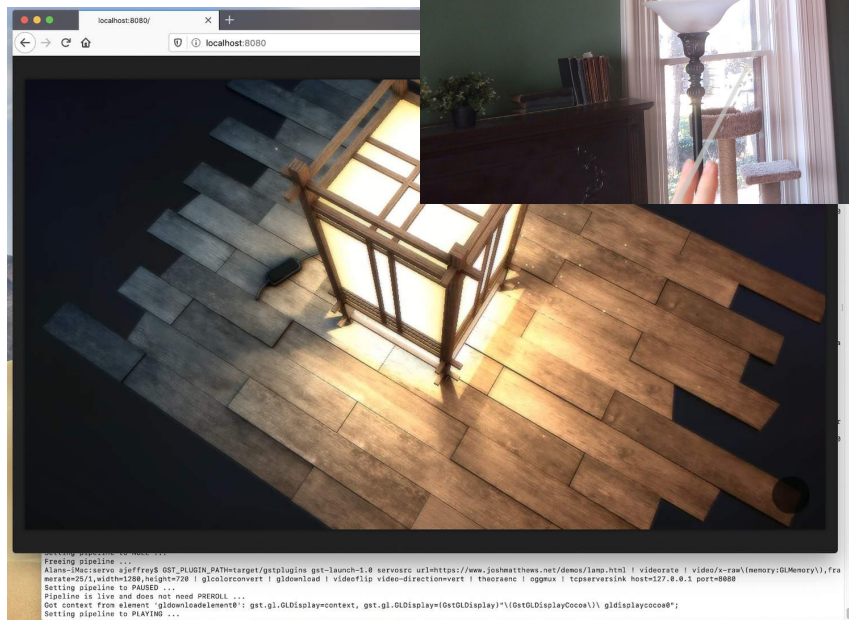 localhost:8080/
localhost:8080
Setting pipeline to NULL ...
Freeing pipeline ...
Alans-iMac:servo ajeffrey$ GST_PLUGIN_PATH=target/gstplugins gst-launch-1.0 servosrc url=https://www.joshmatthews.net/demos/lamp.html ! videorate ! video/x-raw\(memory:GLMemory\),fra
merate=25/1,width=1280,height=720 ! glcolorconvert ! gldownload ! videoflip video-direction=vert ! theoraenc ! oggmux ! tcpserversink host=127.0.0.1 port=8080
Setting pipeline to PAUSED ...
Pipeline is live and does not need PREROLL ...
Got context from element 'gldownloadelement0': gst.gl.GLDisplay=context, gst.gl.GLDisplay=(GstGLDisplay)"\(GstGLDisplayCocoa\)\ gldisplaycocoa0";
Setting pipeline to PLAYING ...